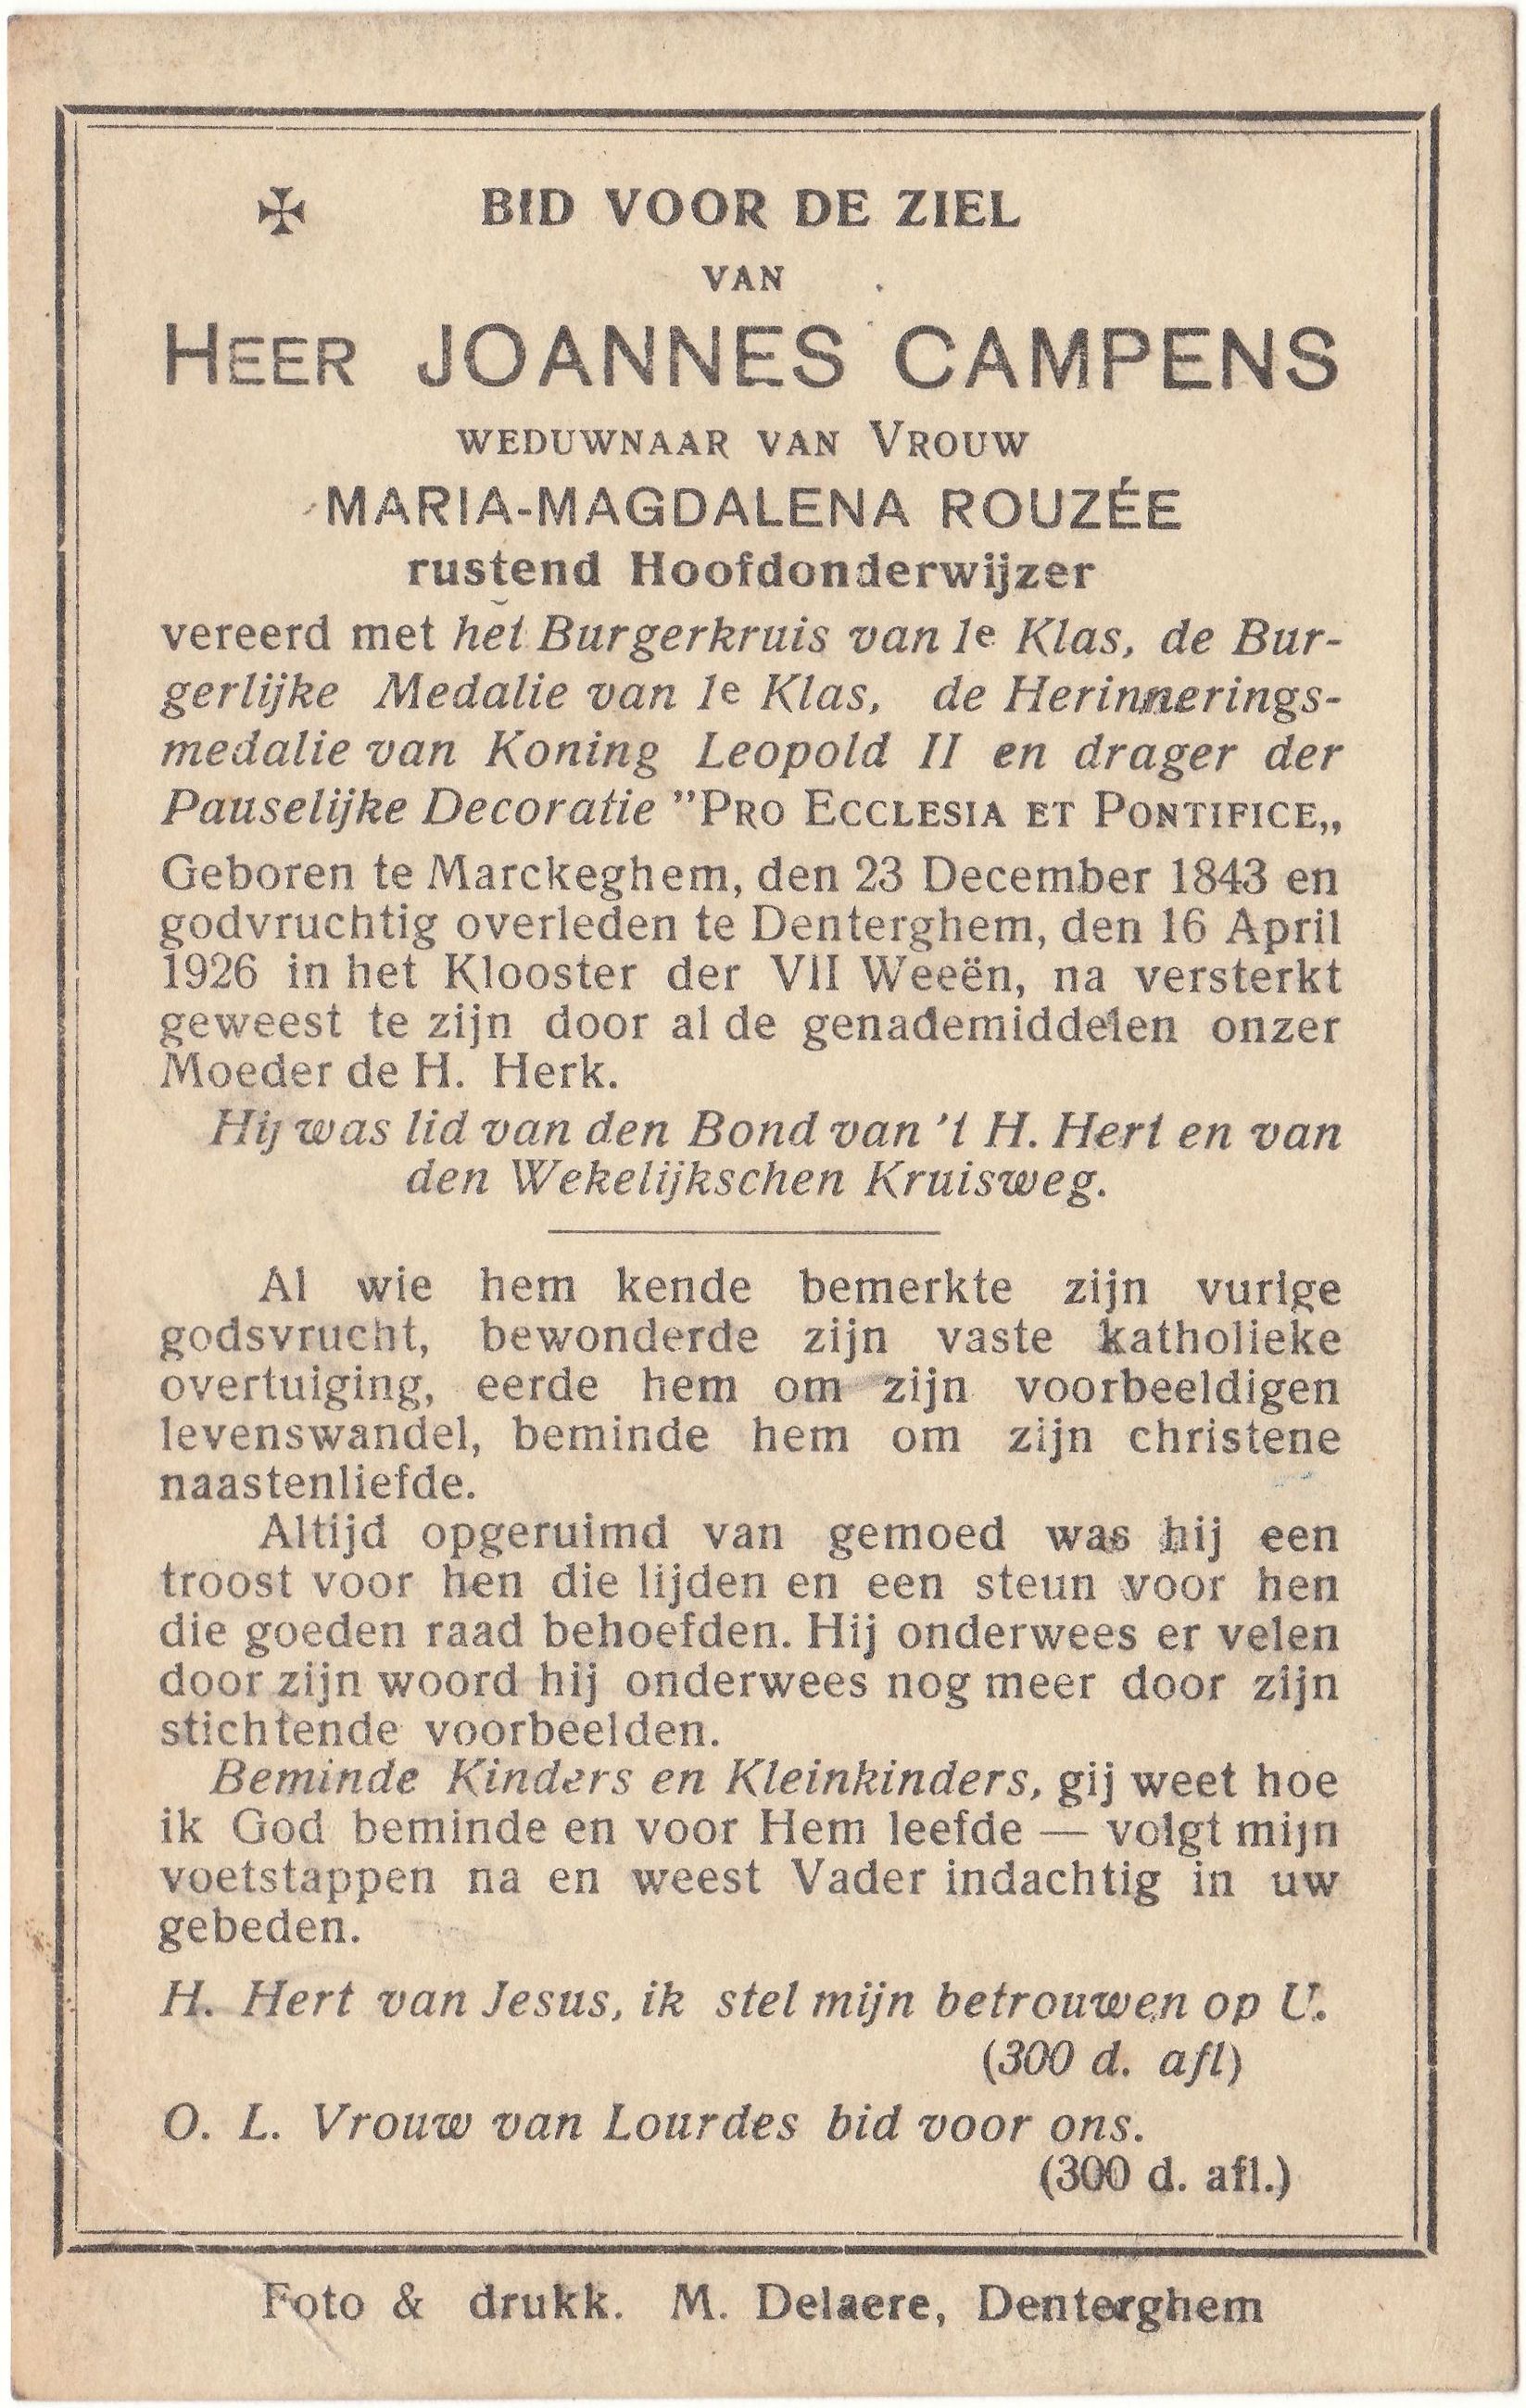 ✠ BID VOOR DE ZIEL
VAN
HEER JOANNES CAMPENS
WEDUWNAAR VAN VROUW
MARIA-MAGDALENA ROUZÉE
rustend Hoofdonderwijzer
vereerd met het Burgerkruis van 1e Klas, de Bur-
gerlijke Medalie van 1e Klas, de Herinnerings-
medalie van Koning Leopold II en drager der
Pauselijke Decoratie "PRO ECCLESIA ET PONTIFICE„
Geboren te Marckeghem, den 23 December 1843 en
godvruchtig overleden te Denterghem, den 16 April
1926 in het Klooster der VII Weeën, na versterkt
geweest te zijn door al de genademiddelen onzer
Moeder de H. Herk.
Hij was lid van den Bond van 't H. Hert en van
den Wekelijkschen Kruisweg.
Al wie hem kende bemerkte zijn vurige
godsvrucht, bewonderde zijn vaste katholieke
overtuiging, eerde hem om zijn voorbeeldigen
levenswandel, beminde hem om zijn christene
naastenliefde.
Altijd opgeruimd van gemoed was hij een
troost voor hen die lijden en een steun voor hen
die goeden raad behoefden. Hij onderwees er velen
door zijn woord hij onderwees nog meer door zijn
stichtende voorbeelden.
Beminde Kinders en Kleinkinders, gij weet hoe
ik God beminde en voor Hem leefde — volgt mijn
voetstappen na en weest Vader indachtig in uw
gebeden.
H. Hert van Jesus, ik stel mijn betrouwen op U.
(300 d. afl)
O. L. Vrouw van Lourdes bid voor ons.
(300 d. afl.)
Foto & drukk. M. Delaere, Denterghem